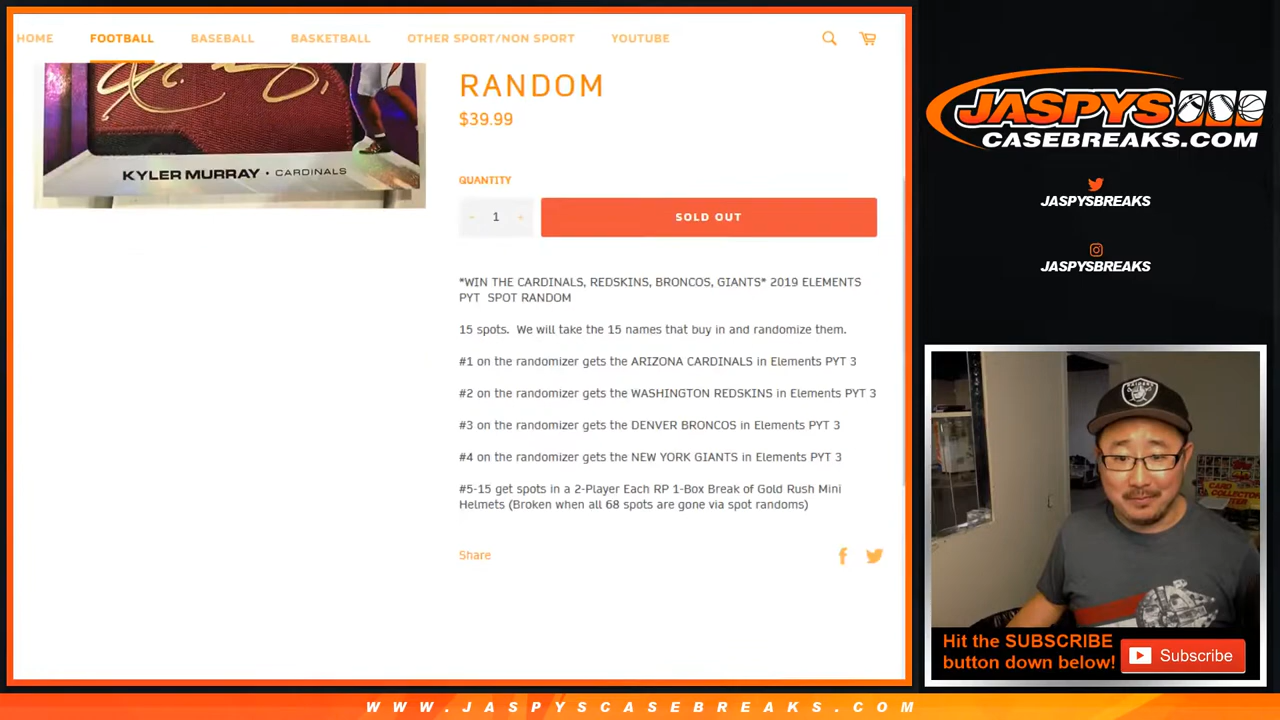 HOME
FOOTBALL
BASEBALL
BASKETBALL
OTHER SPORT/NON SPORT
YOUTUBE
KYLER MURRAY • CARDINALS
RANDOM
$39.99
QUANTITY
- 1 +
SOLD OUT
*WIN THE CARDINALS, REDSKINS, BRONCOS, GIANTS* 2019 ELEMENTS
PYT SPOT RANDOM
15 spots. We will take the 15 names that buy in and randomize them.
#1 on the randomizer gets the ARIZONA CARDINALS in Elements PYT 3
#2 on the randomizer gets the WASHINGTON REDSKINS in Elements PYT 3
#3 on the randomizer gets the DENVER BRONCOS in Elements PYT 3
#4 on the randomizer gets the NEW YORK GIANTS in Elements PYT 3
#5-15 get spots in a 2-Player Each RP 1-Box Break of Gold Rush Mini
Helmets (Broken when all 68 spots are gone via spot randoms)
Share
JASPYS
CASEBREAKS.COM
JASPYSBREAKS
JASPYSBREAKS
RAIDERS
CARD
COLLECTOR
Hit the SUBSCRIBE
button down below!
Subscribe
WWW.JASPYSCASEBREAKS.COM